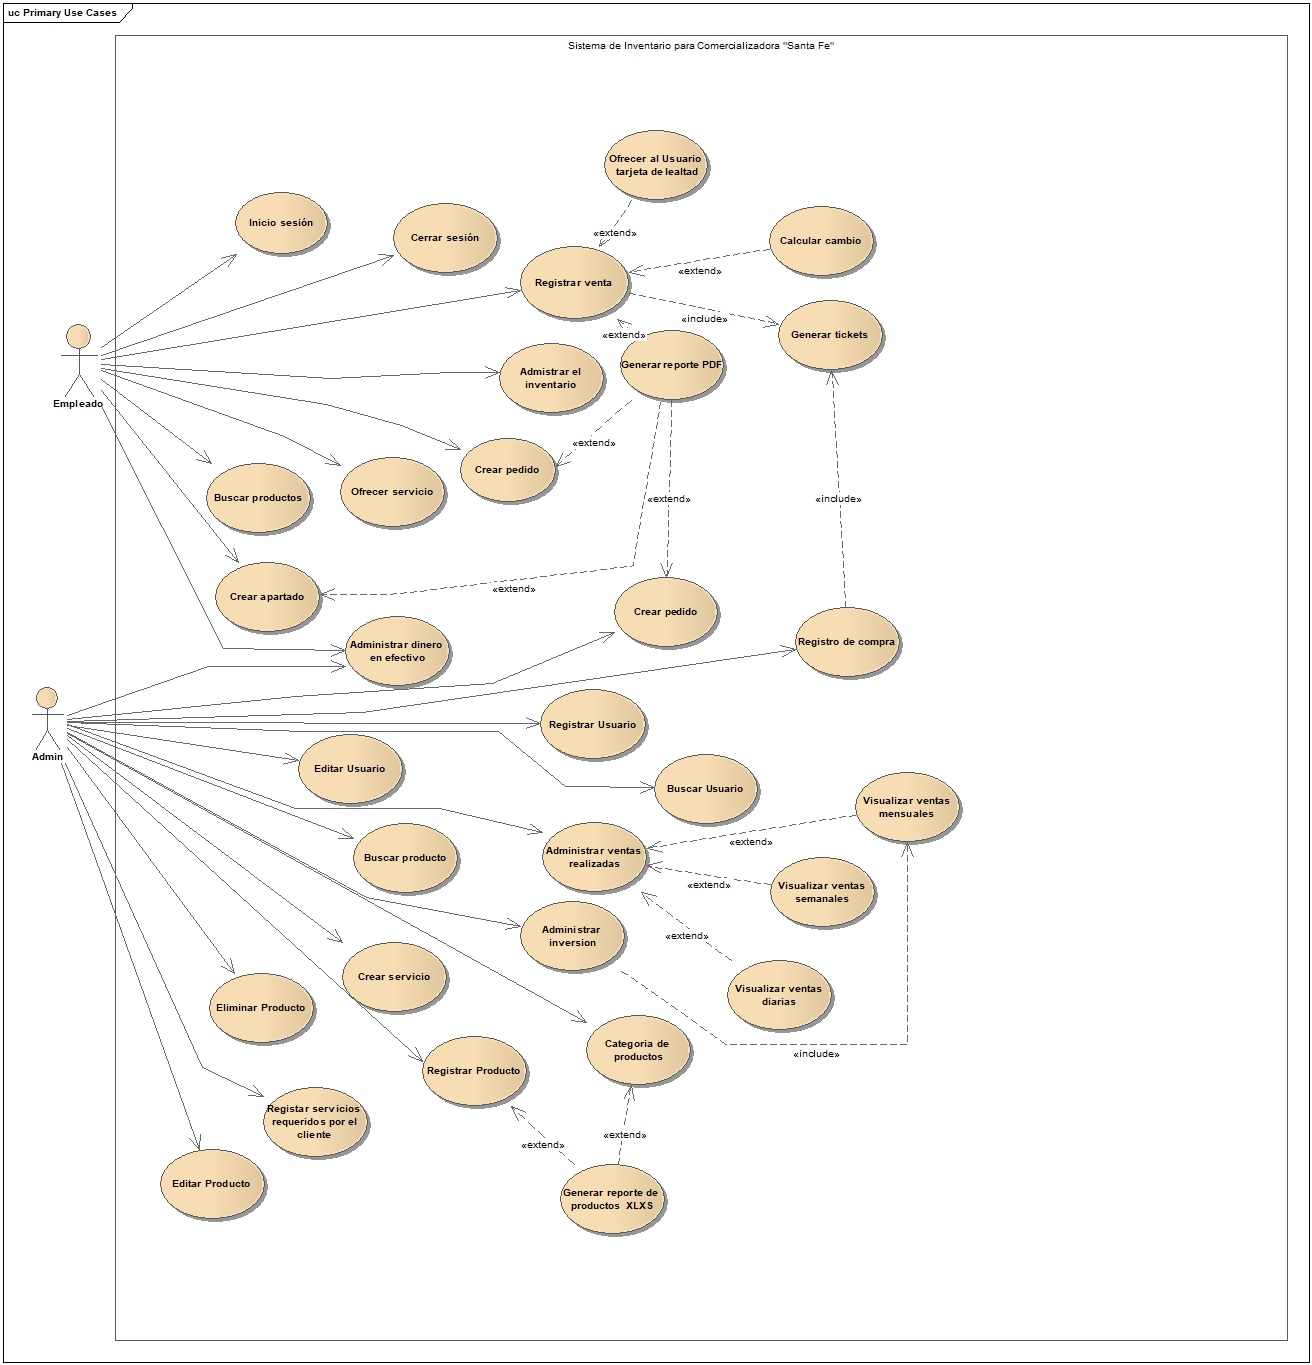 uc Primary Use Cases
Sistema de Inventario para Comercializadora "Santa Fe"
Ofrecer al Usuario
tarjeta de lealtad
Inicio sesión
Cerrar sesión
«extend»
Calcular cambio
«extend»
Registrar venta
«include»
Generar tickets
«extend»
Generar reporte PDF
Admistrar el
inventario
Empleado
«extend»
Crear pedido
Buscar productos
Ofrecer servicio
«extend»
«include»
«extend»
Crear apartado
Crear pedido
Administrar dinero
en efectivo
Registro de compra
Admin
Registrar Usuario
Editar Usuario
Buscar Usuario
Visualizar ventas
mensuales
«extend»
Buscar producto
Administrar ventas
realizadas
«extend»
Visualizar ventas
semanales
Administrar
inversion
«extend»
Crear servicio
Visualizar ventas
diarias
Eliminar Producto
Categoria de
productos
«include»
Registrar Producto
Registar servicios
requeridos por el
cliente
«extend»
«extend»
Editar Producto
Generar reporte de
productos XLXS